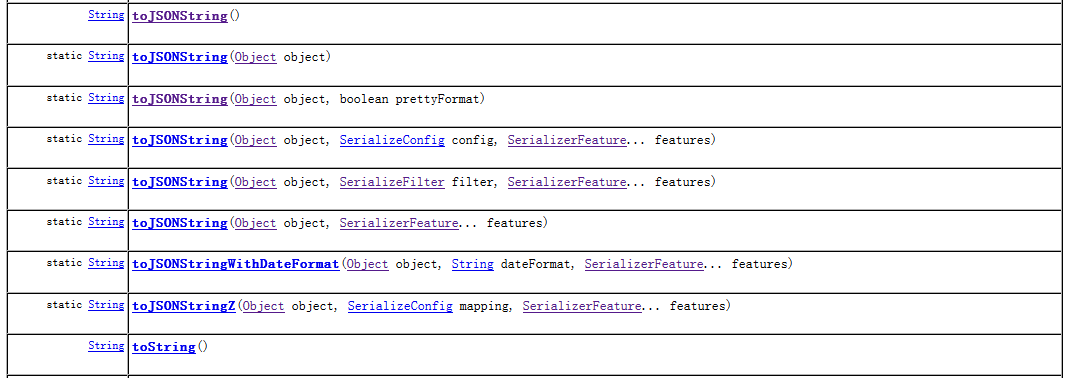 String toJSONString()
static String toJSONString(Object object)
static String toJSONString(Object object, boolean prettyFormat)
static String toJSONString(Object object, SerializeConfig config, SerializerFeature... features)
static String toJSONString(Object object, SerializeFilter filter, SerializerFeature... features)
static String toJSONString(Object object, SerializerFeature... features)
static String toJSONStringWithDateFormat(Object object, String dateFormat, SerializerFeature... features)
static String toJSONStringZ(Object object, SerializeConfig mapping, SerializerFeature... features)
String toString()